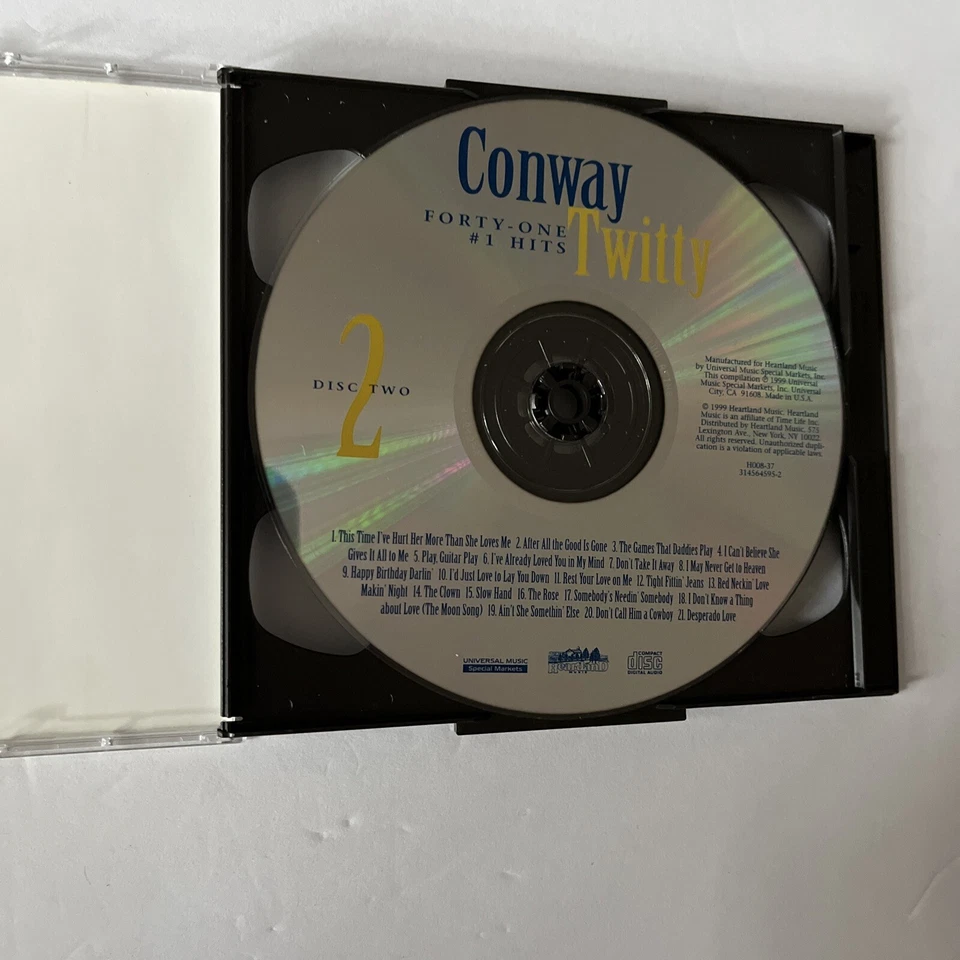 Conway
FORTY-ONE
#1 HITS
Twitty
2
DISC TWO
Manufactured for Heartland Music
by Universal Music Special Markets, Inc.
This compilation ℗ 1999 Universal
Music Special Markets, Inc. Universal
City, CA 91608. Made in U.S.A.
© 1999 Heartland Music. Heartland
Music is an affiliate of Time Life Inc.
Distributed by Heartland Music, 575
Lexington Ave., New York, NY 10022.
All rights reserved. Unauthorized dupli-
cation is a violation of applicable laws.
H008-37
314564595-2
1. This Time I've Hurt Her More Than She Loves Me 2. After All the Good Is Gone 3. The Games That Daddies Play 4. I Can't Believe She
Gives It All to Me 5. Play, Guitar Play 6. I've Already Loved You in My Mind 7. Don't Take It Away 8. I May Never Get to Heaven
9. Happy Birthday Darlin' 10. I'd Just Love to Lay You Down 11. Rest Your Love on Me 12. Tight Fittin' Jeans 13. Red Neckin' Love
Makin' Night 14. The Clown 15. Slow Hand 16. The Rose 17. Somebody's Needin' Somebody 18. I Don't Know a Thing
about Love (The Moon Song) 19. Ain't She Somethin' Else 20. Don't Call Him a Cowboy 21. Desperado Love
UNIVERSAL MUSIC
Special Markets
Heartland
MUSIC
COMPACT
disc
DIGITAL AUDIO